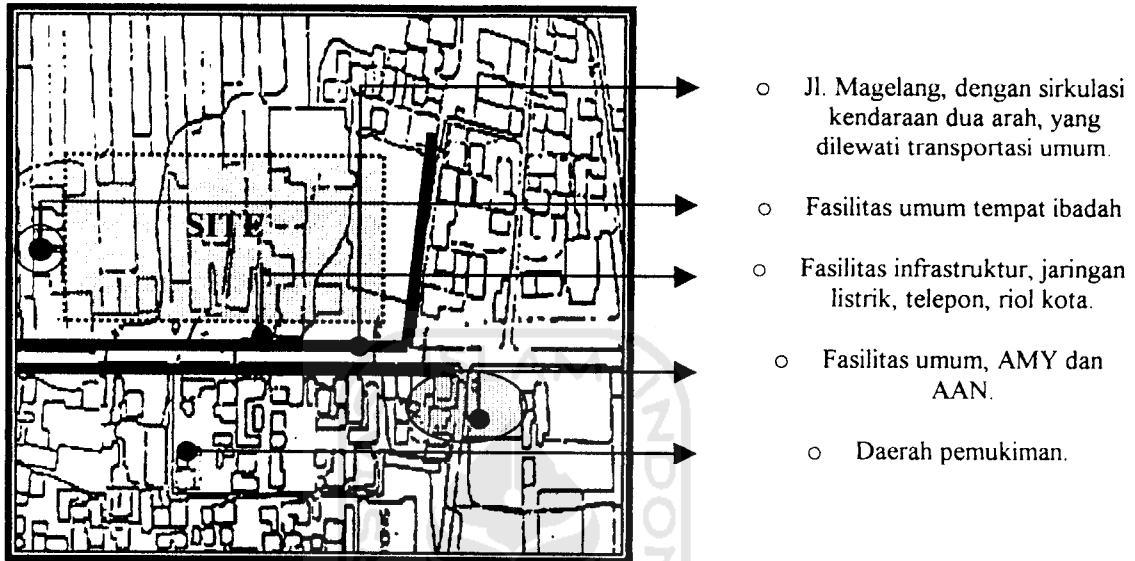 ○ Jl. Magelang, dengan sirkulasi
kendaraan dua arah, yang
dilewati transportasi umum.
○ Fasilitas umum tempat ibadah
SITE
○ Fasilitas infrastruktur, jaringan
listrik, telepon, riol kota.
○ Fasilitas umum, AMY dan
AAN.
○ Daerah pemukiman.